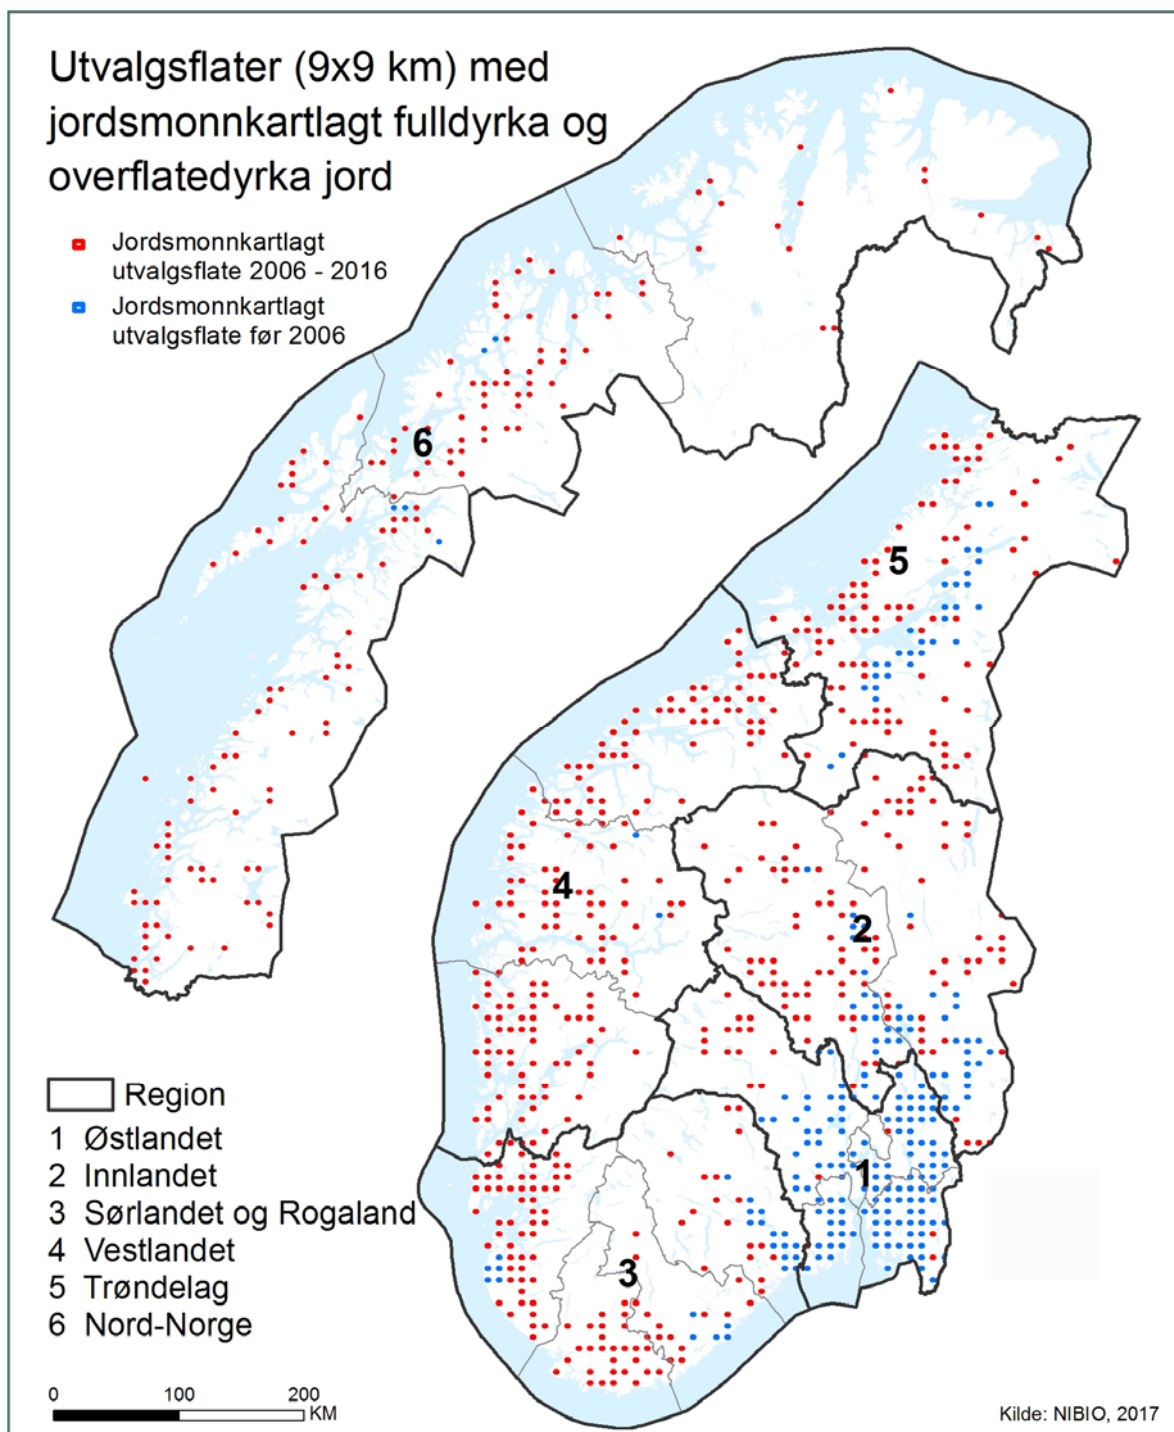 Utvalgsflater (9x9 km) med
jordsmonnkartlagt fulldyrka og
overflatedyrka jord
Jordsmonnkartlagt
utvalgsflate 2006 - 2016
Jordsmonnkartlagt
utvalgsflate før 2006
6
5
4
2
1
3
Region
1 Østlandet
2 Innlandet
3 Sørlandet og Rogaland
4 Vestlandet
5 Trøndelag
6 Nord-Norge
0 100 200
KM
Kilde: NIBIO, 2017